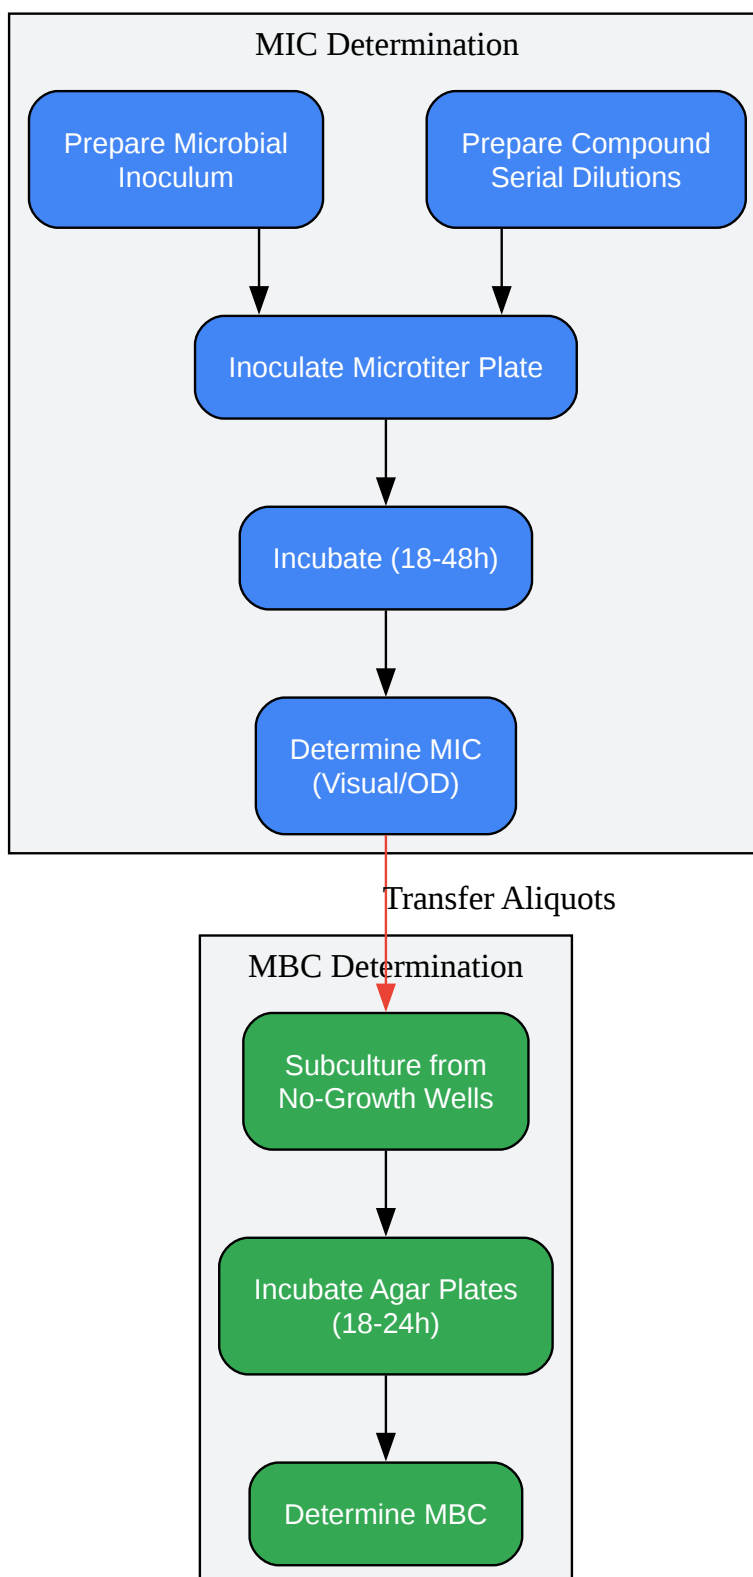 MIC Determination
Prepare Microbial
Inoculum
Prepare Compound
Serial Dilutions
Inoculate Microtiter Plate
Incubate (18-48h)
Determine MIC
(Visual/OD)
Transfer Aliquots
MBC Determination
Subculture from
No-Growth Wells
Incubate Agar Plates
(18-24h)
Determine MBC